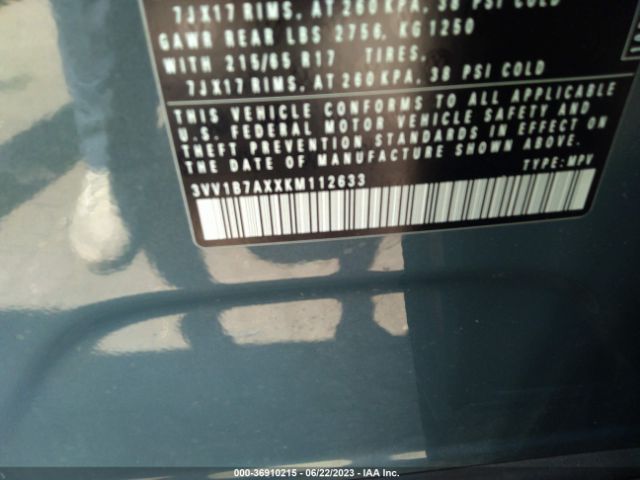 7JX17 RIMS, AT 260 KPA, 38 PSI COLD
GAWR REAR LBS 2756, KG1250
WITH 215/65 R17 TIRES,
7JX17 RIMS, AT 260 KPA, 38 PSI COLD
THIS VEHICLE CONFORMS TO ALL APPLICABLE
U.S. FEDERAL MOTOR VEHICLE SAFETY AND
THEFT PREVENTION STANDARDS IN EFFECT ON
THE DATE OF MANUFACTURE SHOWN ABOVE.
3VV1B7AXXKM112633 TYPE: MPV
000-36910215 - 06/22/2023 - IAA Inc.